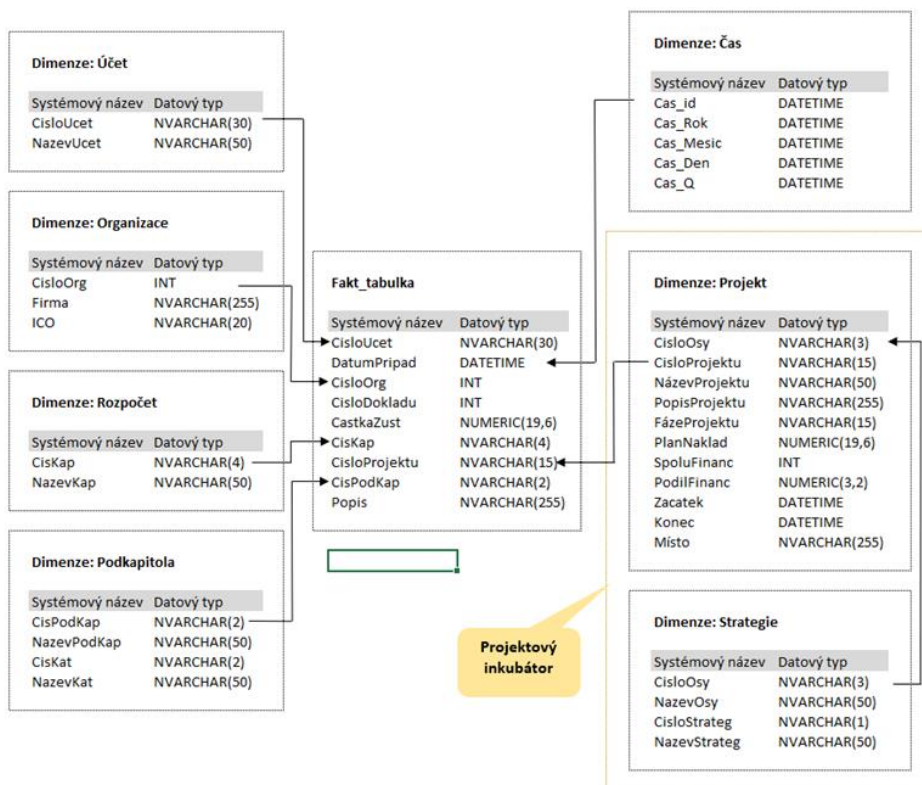 Dimenze: Účet
Systémový název Datový typ
CisloUcet NVARCHAR(30)
NazevUcet NVARCHAR(50)
Dimenze: Organizace
Systémový název Datový typ
CisloOrg INT
Firma NVARCHAR(255)
ICO NVARCHAR(20)
Dimenze: Rozpočet
Systémový název Datový typ
CisKap NVARCHAR(4)
NazevKap NVARCHAR(50)
Dimenze: Podkapitola
Systémový název Datový typ
CisPodKap NVARCHAR(2)
NazevPodKap NVARCHAR(50)
CisKat NVARCHAR(2)
NazevKat NVARCHAR(50)
Fakt_tabulka
Systémový název Datový typ
CisloUcet NVARCHAR(30)
DatumPripad DATETIME
CisloOrg INT
CisloDokladu INT
CastkaZust NUMERIC(19,6)
CisKap NVARCHAR(4)
CisloProjektu NVARCHAR(15)
CisPodKap NVARCHAR(2)
Popis NVARCHAR(255)
Projektový
inkubátor
Dimenze: Čas
Systémový název Datový typ
Cas_id DATETIME
Cas_Rok DATETIME
Cas_Mesic DATETIME
Cas_Den DATETIME
Cas_Q DATETIME
Dimenze: Projekt
Systémový název Datový typ
CisloOsy NVARCHAR(3)
CisloProjektu NVARCHAR(15)
NázevProjektu NVARCHAR(50)
PopisProjektu NVARCHAR(255)
FázeProjektu NVARCHAR(15)
PlanNaklad NUMERIC(19,6)
SpoluFinanc INT
PodilFinanc NUMERIC(3,2)
Zacatek DATETIME
Konec DATETIME
Místo NVARCHAR(255)
Dimenze: Strategie
Systémový název Datový typ
CisloOsy NVARCHAR(3)
NazevOsy NVARCHAR(50)
CisloStrateg NVARCHAR(1)
NazevStrateg NVARCHAR(50)